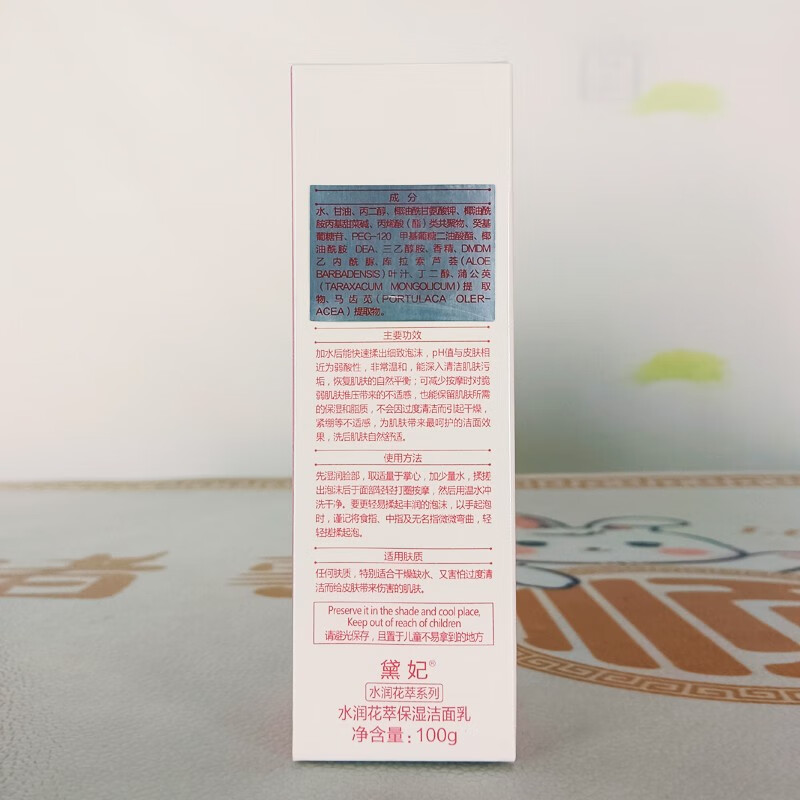 成分
水、甘油、丙二醇、椰油酰甘氨酸钾、椰油酰
胺丙基甜菜碱、丙烯酸（酯）类共聚物、癸基
葡糖苷、PEG-120 甲基葡糖二油酸酯、椰
油酰胺 DEA、三乙醇胺、香精、DMDM
乙内酰脲、库拉索芦荟(ALOE
BARBADENSIS)叶汁、丁二醇、蒲公英
(TARAXACUM MONGOLICUM)提取
物、马齿苋(PORTULACA OLER-
ACEA)提取物。
主要功效
加水后能快速揉出细致泡沫，pH值与皮肤相
近为弱酸性，非常温和，能深入清洁肌肤污
垢，恢复肌肤的自然平衡；可减少按摩时对脆
弱肌肤推压带来的不适感，也能保留肌肤所需
的保湿和脂质，不会因过度清洁而引起干燥，
紧绷等不适感，为肌肤带来最呵护的洁面效
果，洗后肌肤自然舒适。
使用方法
先湿润脸部，取适量于掌心，加少量水，揉搓
出泡沫后于面部轻轻打圈按摩，然后用温水冲
洗干净。要更轻易揉起丰润的泡沫，以手起泡
时，谨记将食指、中指及无名指微微弯曲，轻
轻搓揉起泡。
适用肤质
任何肤质，特别适合干燥缺水、又害怕过度清
洁而给皮肤带来伤害的肌肤。
Preserve it in the shade and cool place,
Keep out of reach of children
请避光保存，且置于儿童不易拿到的地方
黛妃®
水润花萃系列
水润花萃保湿洁面乳
净含量：100g